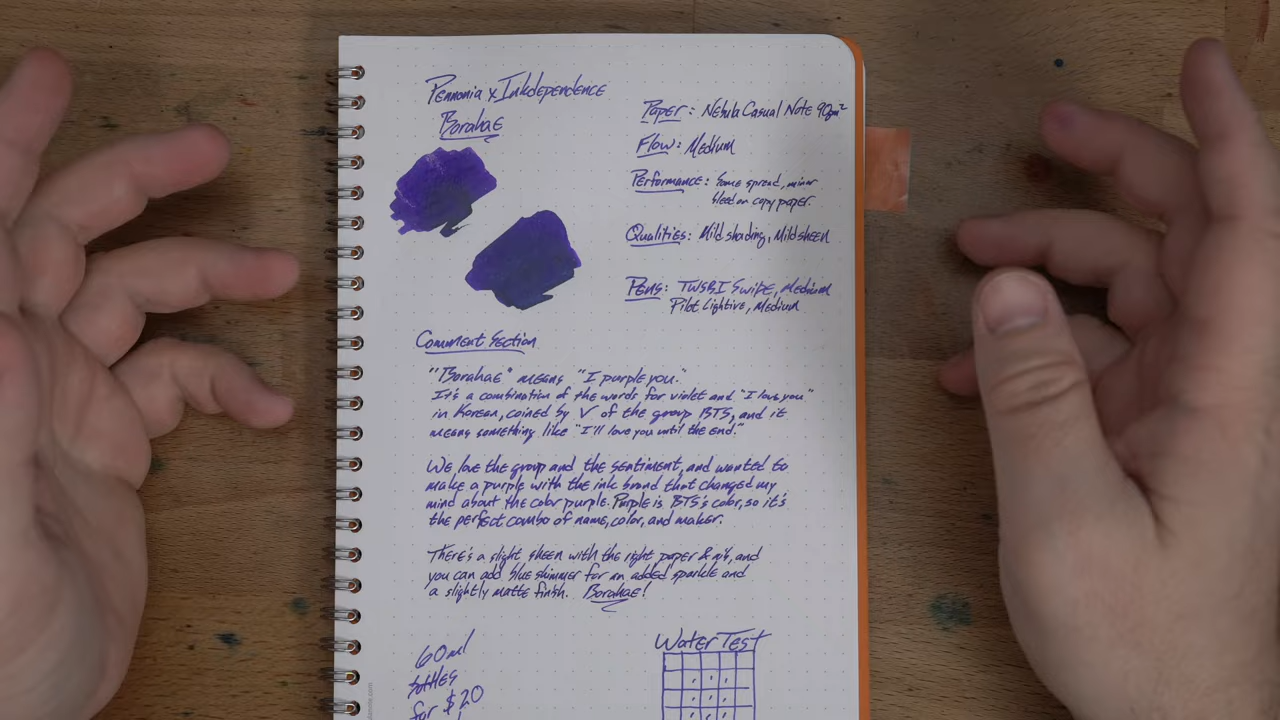 Pennonia x Inkdependence
Borahae
Paper: Nebula Casual Note 90gm²
Flow: Medium
Performance: Some spread, minor
bleed on copy paper.
Qualities: Mild shading, Mild sheen
Pens: TWSBI Swipe, Medium
Pilot Lightive, Medium
Comment Section
"Borahae" means "I purple you."
It's a combination of the words for violet and "I love you"
in Korean, coined by V of the group BTS, and it
means something like "I'll love you until the end."
We love the group and the sentiment, and wanted to
make a purple with the ink brand that changed my
mind about the color purple. Purple is BTS's color, so it's
the perfect combo of name, color, and maker.
There's a slight sheen with the right paper & nib, and
you can add blue shimmer for an added sparkle and
a slightly matte finish. Borahae!
60ml
bottles
for $20
Water Test